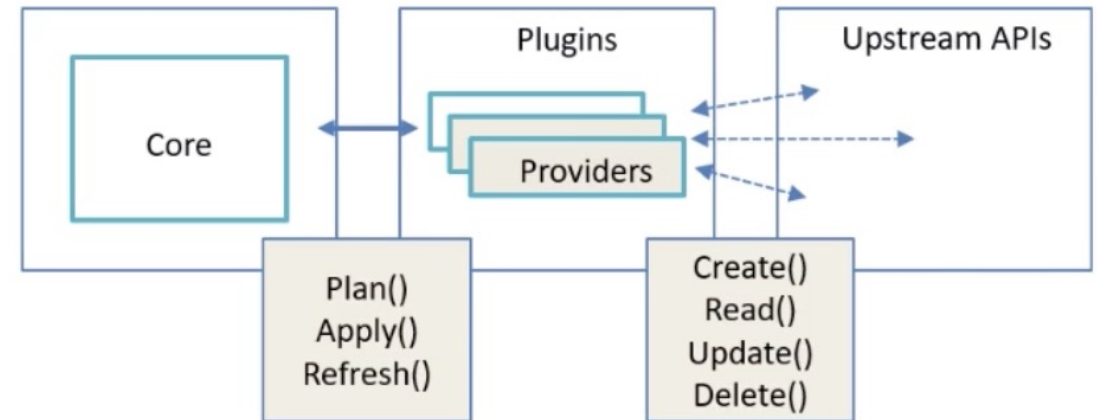 Core
Plugins
Providers
Upstream APIs
Plan()
Apply()
Refresh()
Create()
Read()
Update()
Delete()